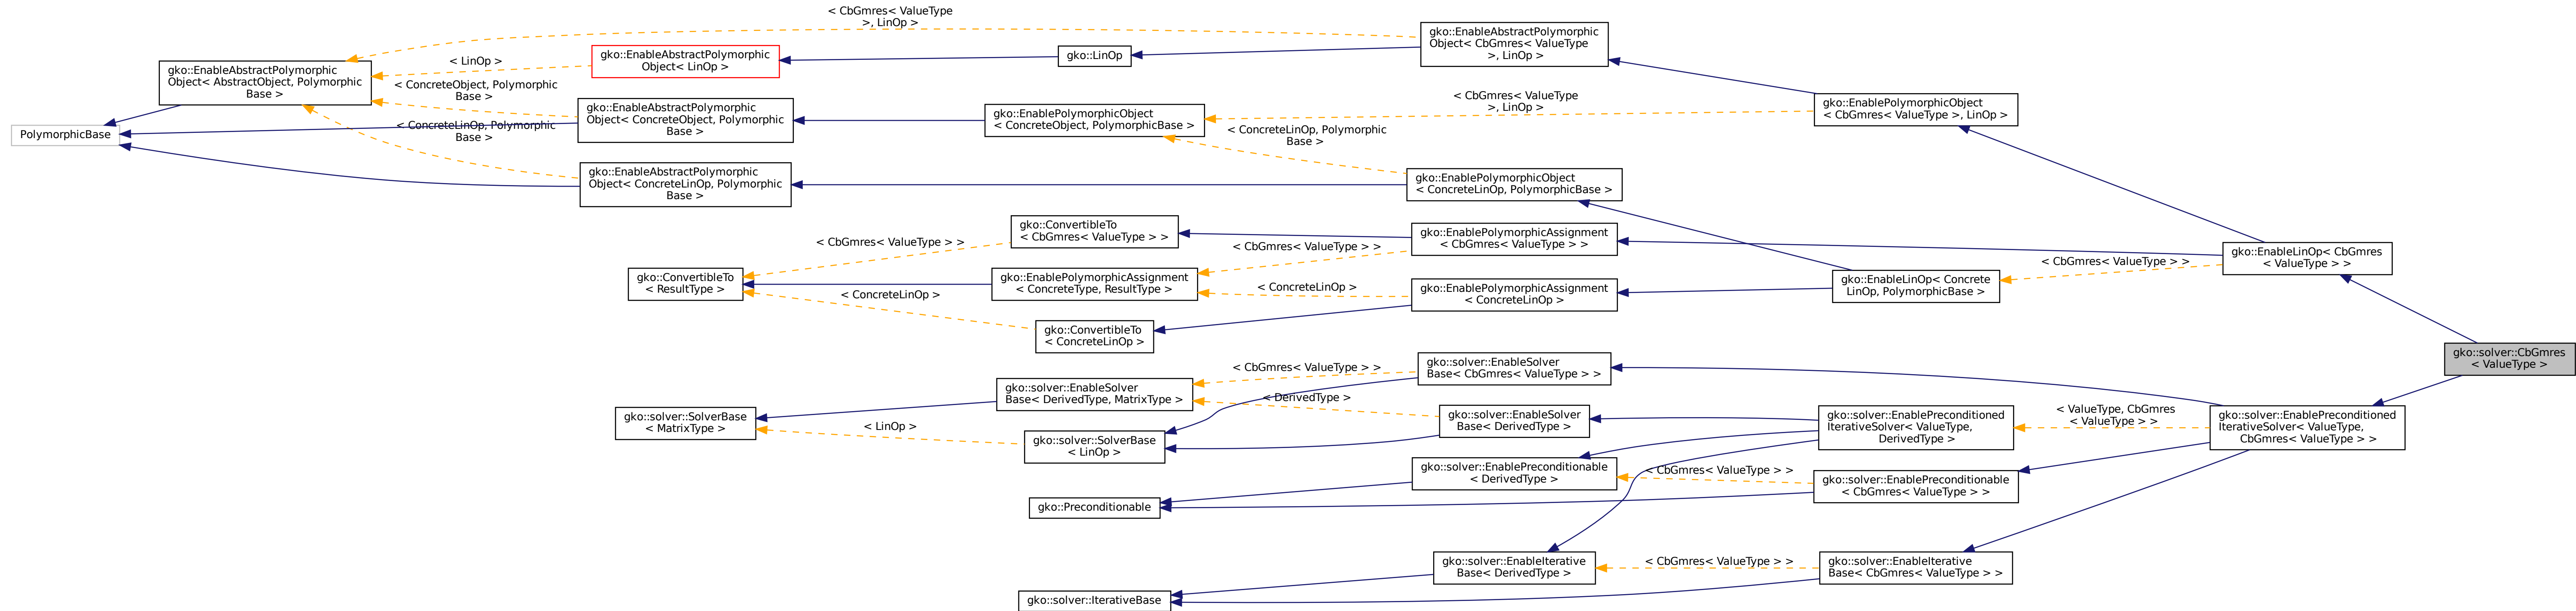 PolymorphicBase
gko::EnableAbstractPolymorphic
Object< AbstractObject, Polymorphic
Base >
< CbGmres< ValueType
>, LinOp >
< LinOp >
< ConcreteObject, Polymorphic
Base >
< ConcreteLinOp, Polymorphic
Base >
gko::EnableAbstractPolymorphic
Object< LinOp >
gko::EnableAbstractPolymorphic
Object< ConcreteObject, Polymorphic
Base >
gko::EnableAbstractPolymorphic
Object< ConcreteLinOp, Polymorphic
Base >
gko::LinOp
gko::EnableAbstractPolymorphic
Object< CbGmres< ValueType
>, LinOp >
gko::EnablePolymorphicObject
< ConcreteObject, PolymorphicBase >
< CbGmres< ValueType
>, LinOp >
< ConcreteLinOp, Polymorphic
Base >
gko::EnablePolymorphicObject
< CbGmres< ValueType >, LinOp >
gko::EnablePolymorphicObject
< ConcreteLinOp, PolymorphicBase >
gko::ConvertibleTo
< ResultType >
< CbGmres< ValueType > >
< ConcreteLinOp >
gko::ConvertibleTo
< CbGmres< ValueType > >
gko::EnablePolymorphicAssignment
< ConcreteType, ResultType >
gko::ConvertibleTo
< ConcreteLinOp >
< CbGmres< ValueType > >
< ConcreteLinOp >
gko::EnablePolymorphicAssignment
< CbGmres< ValueType > >
gko::EnablePolymorphicAssignment
< ConcreteLinOp >
gko::EnableLinOp< Concrete
LinOp, PolymorphicBase >
< CbGmres< ValueType > >
gko::EnableLinOp< CbGmres
< ValueType > >
gko::solver::CbGmres
< ValueType >
gko::solver::SolverBase
< MatrixType >
< LinOp >
gko::solver::EnableSolver
Base< DerivedType, MatrixType >
gko::solver::SolverBase
< LinOp >
< CbGmres< ValueType > >
< DerivedType >
gko::solver::EnableSolver
Base< CbGmres< ValueType > >
gko::solver::EnableSolver
Base< DerivedType >
gko::solver::EnablePreconditioned
IterativeSolver< ValueType,
DerivedType >
< ValueType, CbGmres
< ValueType > >
gko::solver::EnablePreconditioned
IterativeSolver< ValueType,
CbGmres< ValueType > >
gko::Preconditionable
gko::solver::EnablePreconditionable
< DerivedType >
< CbGmres< ValueType > >
gko::solver::EnablePreconditionable
< CbGmres< ValueType > >
gko::solver::IterativeBase
gko::solver::EnableIterative
Base< DerivedType >
< CbGmres< ValueType > >
gko::solver::EnableIterative
Base< CbGmres< ValueType > >